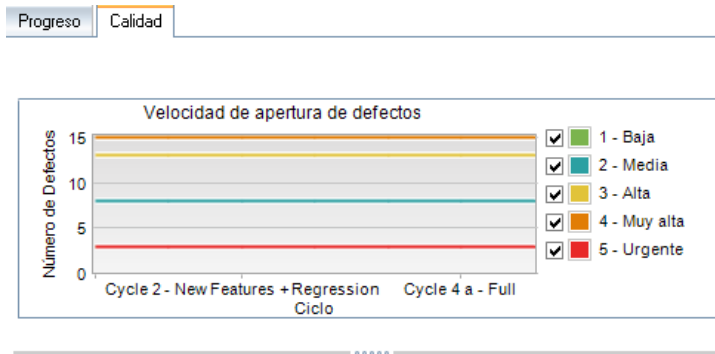 Progreso Calidad
Velocidad de apertura de defectos
Número de Defectos
15
10
5
0
Cycle 2 - New Features + Regression Cycle 4 a - Full
Ciclo
1 - Baja
2 - Media
3 - Alta
4 - Muy alta
5 - Urgente